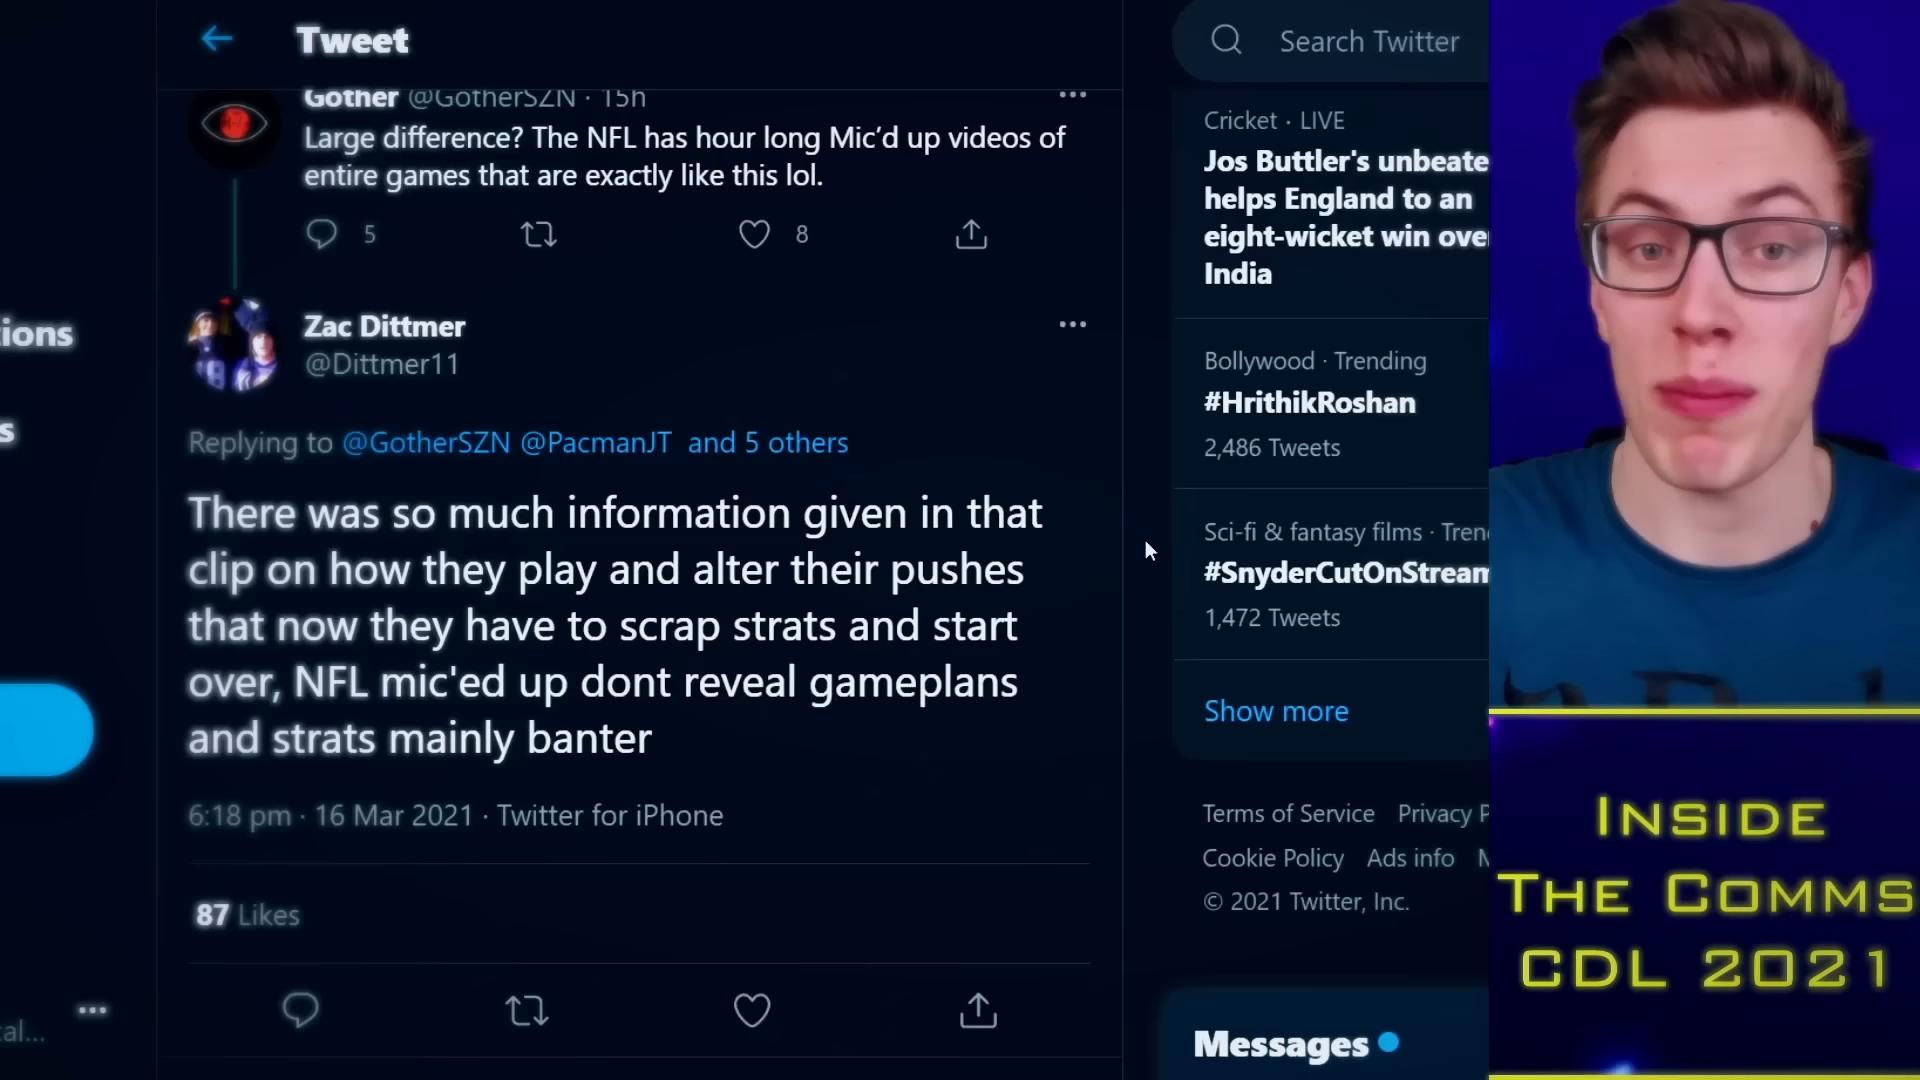 Tweet
Gother @GotherSZN · 15h
Large difference? The NFL has hour long Mic’d up videos of
entire games that are exactly like this lol.
5
8
Zac Dittmer
@Dittmer11
Replying to @GotherSZN @PacmanJT and 5 others
There was so much information given in that
clip on how they play and alter their pushes
that now they have to scrap strats and start
over, NFL mic'ed up dont reveal gameplans
and strats mainly banter
6:18 pm · 16 Mar 2021 · Twitter for iPhone
87 Likes
Search Twitter
Cricket · LIVE
Jos Buttler's unbeate
helps England to an
eight-wicket win ove
India
Bollywood · Trending
#HrithikRoshan
2,486 Tweets
Sci-fi & fantasy films · Tren
#SnyderCutOnStream
1,472 Tweets
Show more
Terms of Service Privacy P
Cookie Policy Ads info
© 2021 Twitter, Inc.
Messages
INSIDE
THE COMMS
CDL 2021